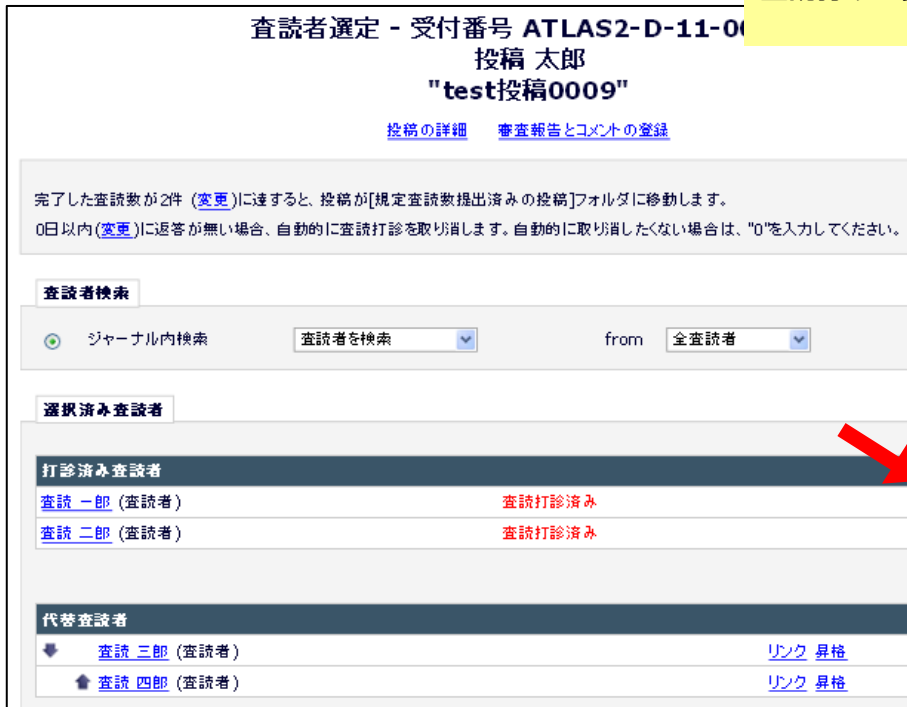 査読者選定 - 受付番号 ATLAS2-D-11-0
投稿 太郎
"test投稿0009"
投稿の詳細 審査報告とコメントの登録
完了した査読数が2件 (変更)に達すると、投稿が[規定査読数提出済みの投稿]フォルダに移動します。
0日以内(変更)に返答が無い場合、自動的に査読打診を取り消します。自動的に取り消したくない場合は、"0"を入力してください。
査読者検索
ジャーナル内検索 査読者を検索 from 全査読者
選択済み査読者
打診済み査読者
査読 一郎 (査読者) 査読打診済み
査読 二郎 (査読者) 査読打診済み
代替査読者
査読 三郎 (査読者) リンク 昇格
査読 四郎 (査読者) リンク 昇格